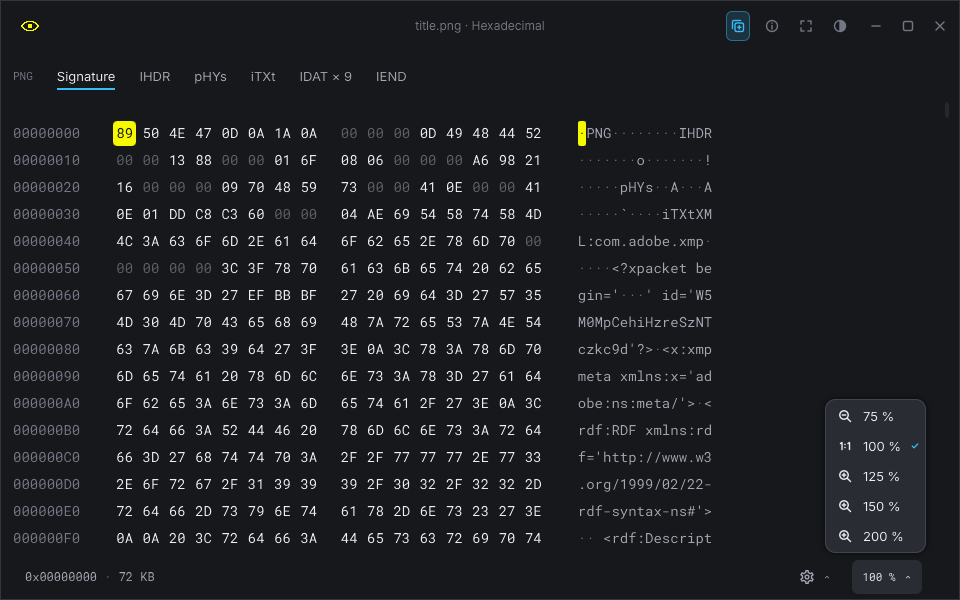 title.png · Hexadecimal
PNG Signature IHDR pHYs iTXt IDAT × 9 IEND
00000000 89 50 4E 47 0D 0A 1A 0A 00 00 00 0D 49 48 44 52 ·PNG········IHDR
00000010 00 00 13 88 00 00 01 6F 08 06 00 00 00 A6 98 21 ·······o·······!
00000020 16 00 00 00 09 70 48 59 73 00 00 41 0E 00 00 41 ·····pHYs··A···A
00000030 0E 01 DD C8 C3 60 00 00 04 AE 69 54 58 74 58 4D ·····`····iTXtXM
00000040 4C 3A 63 6F 6D 2E 61 64 6F 62 65 2E 78 6D 70 00 L:com.adobe.xmp·
00000050 00 00 00 00 3C 3F 78 70 61 63 6B 65 74 20 62 65 ····<?xpacket be
00000060 67 69 6E 3D 27 EF BB BF 27 20 69 64 3D 27 57 35 gin='···' id='W5
00000070 4D 30 4D 70 43 65 68 69 48 7A 72 65 53 7A 4E 54 M0MpCehiHzreSzNT
00000080 63 7A 6B 63 39 64 27 3F 3E 0A 3C 78 3A 78 6D 70 czkc9d'?>·<x:xmp
00000090 6D 65 74 61 20 78 6D 6C 6E 73 3A 78 3D 27 61 64 meta xmlns:x='ad
000000A0 6F 62 65 3A 6E 73 3A 6D 65 74 61 2F 27 3E 0A 3C obe:ns:meta/'>·<
000000B0 72 64 66 3A 52 44 46 20 78 6D 6C 6E 73 3A 72 64 rdf:RDF xmlns:rd
000000C0 66 3D 27 68 74 74 70 3A 2F 2F 77 77 77 2E 77 33 f='http://www.w3
000000D0 2E 6F 72 67 2F 31 39 39 39 2F 30 32 2F 32 32 2D .org/1999/02/22-
000000E0 72 64 66 2D 73 79 6E 74 61 78 2D 6E 73 23 27 3E rdf-syntax-ns#'>
000000F0 0A 0A 20 3C 72 64 66 3A 44 65 73 63 72 69 70 74 ·· <rdf:Descript
75 %
1:1 100 %
125 %
150 %
200 %
0x00000000 · 72 KB
100 %